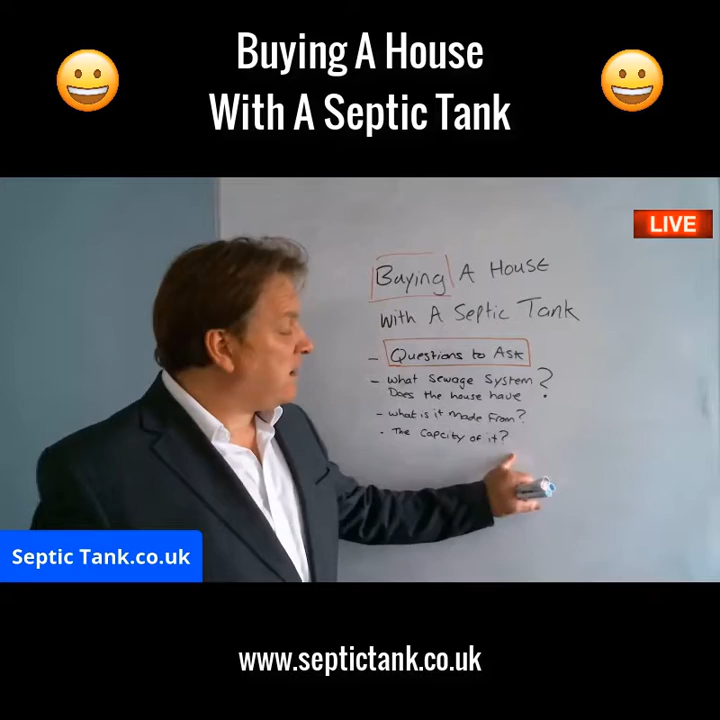 Buying A House
With A Septic Tank
LIVE
Buying A House
with A Septic Tank
- Questions to Ask
- what Sewage System ?
Does the house have
- what is it made From?
- The Capcity of it?
Septic Tank.co.uk
www.septictank.co.uk